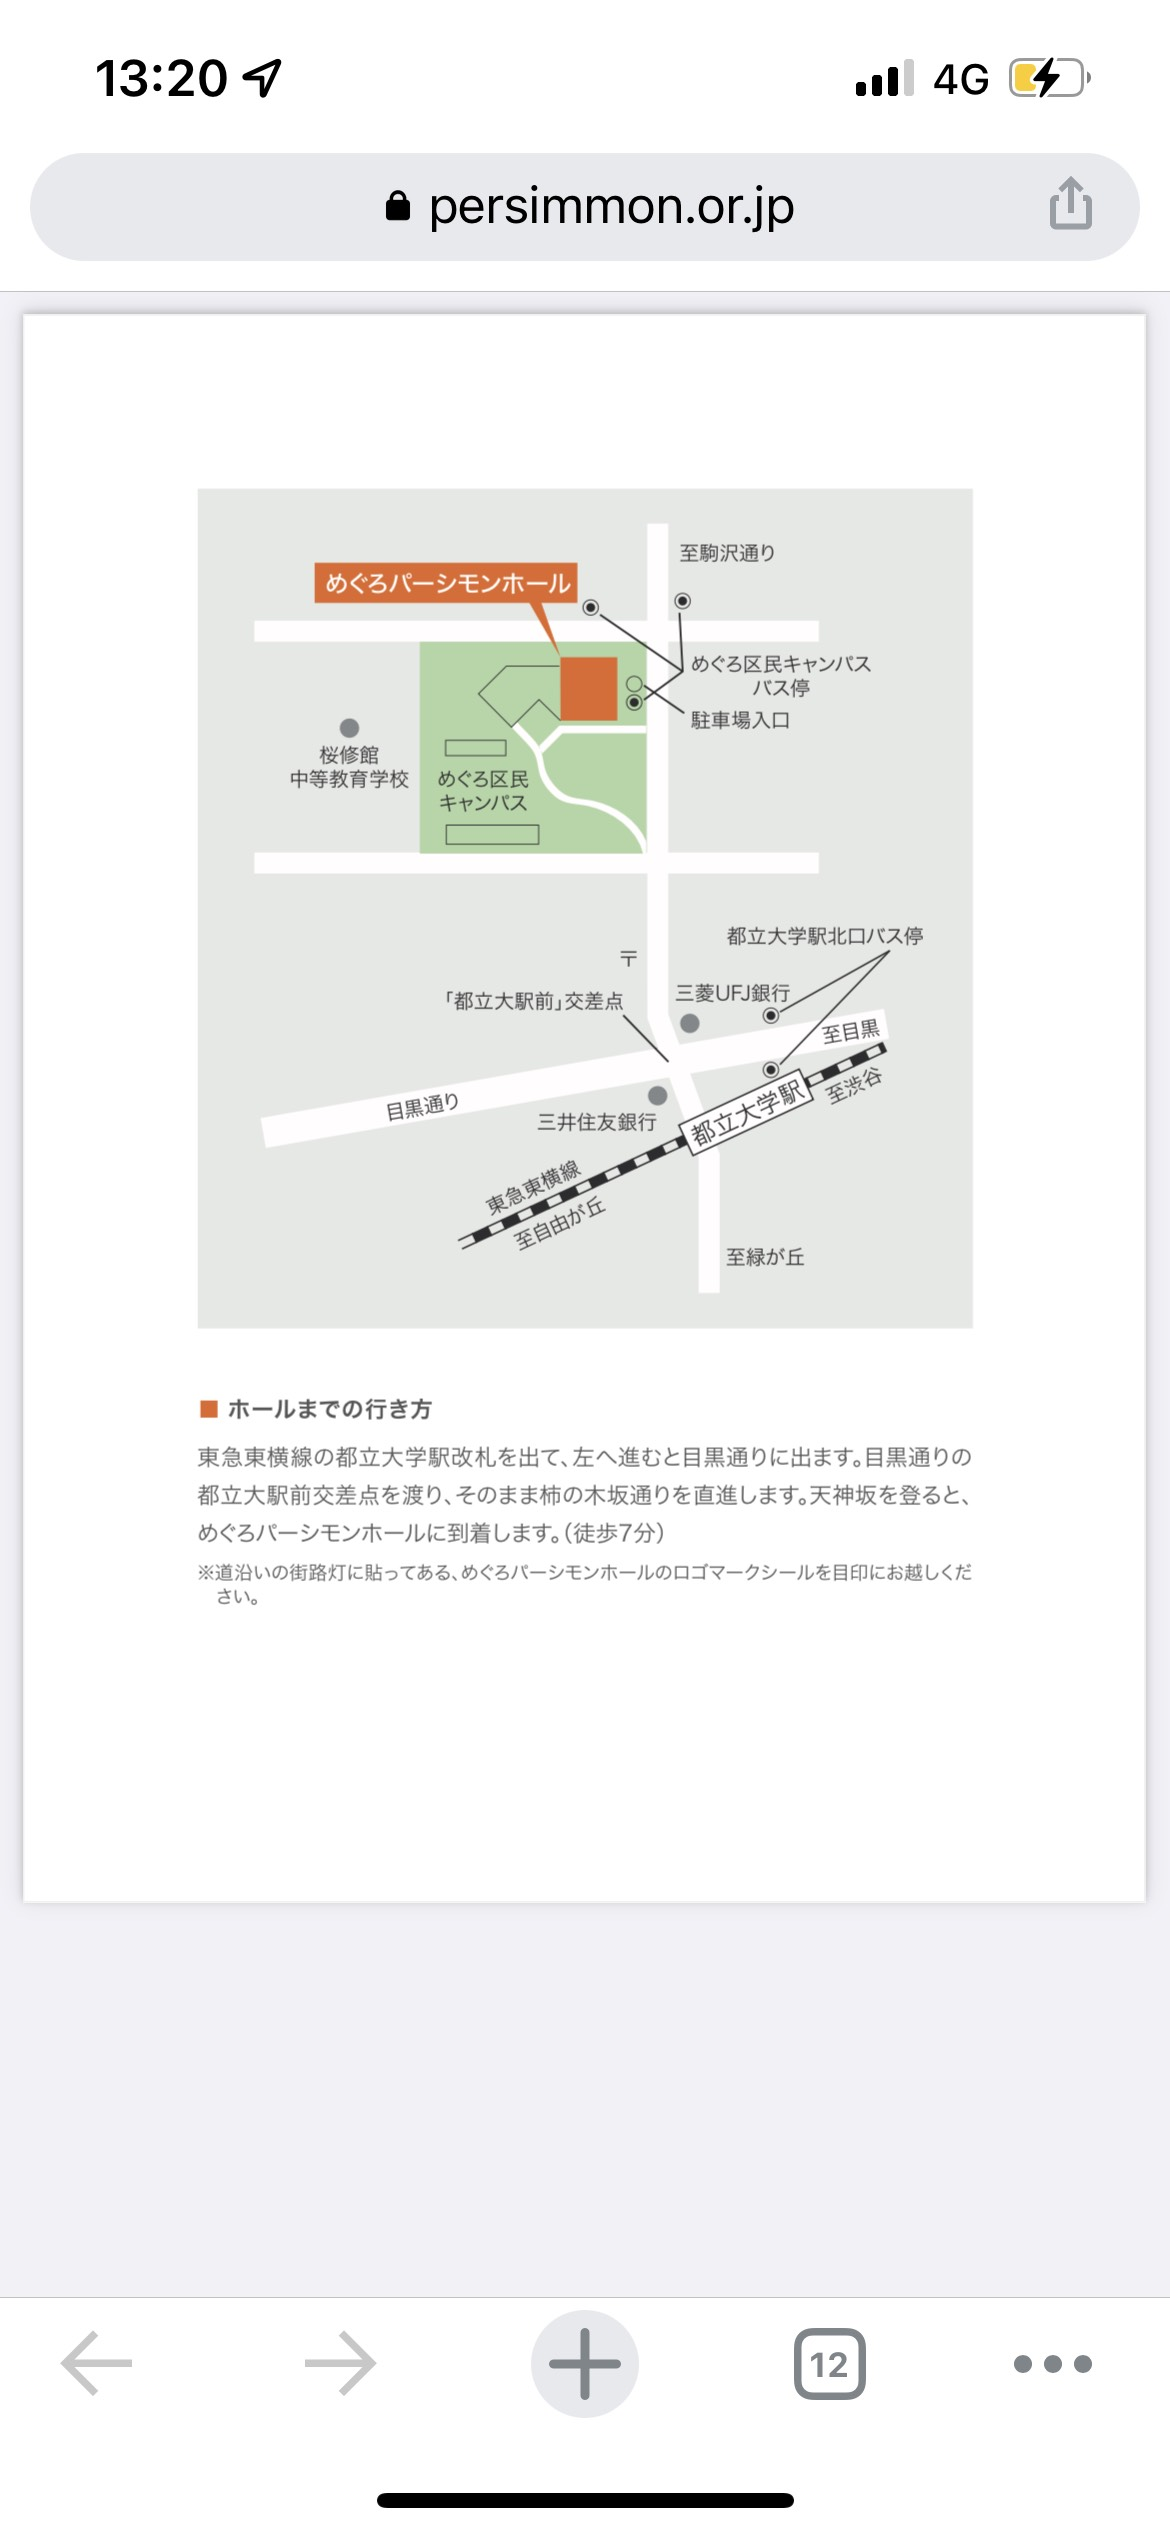 13:20
4G
persimmon.or.jp
至駒沢通り
めぐろパーシモンホール
めぐろ区民キャンパス
バス停
駐車場入口
桜修館
中等教育学校
めぐろ区民
キャンパス
都立大学駅北口バス停
〒
三菱UFJ銀行
「都立大駅前」交差点
至目黒
目黒通り
三井住友銀行
都立大学駅
至渋谷
東急東横線
至自由が丘
至緑が丘
■ ホールまでの行き方
東急東横線の都立大学駅改札を出て、左へ進むと目黒通りに出ます。目黒通りの
都立大駅前交差点を渡り、そのまま柿の木坂通りを直進します。天神坂を登ると、
めぐろパーシモンホールに到着します。(徒歩7分)
※道沿いの街路灯に貼ってある、めぐろパーシモンホールのロゴマークシールを目印にお越しくだ
さい。
12